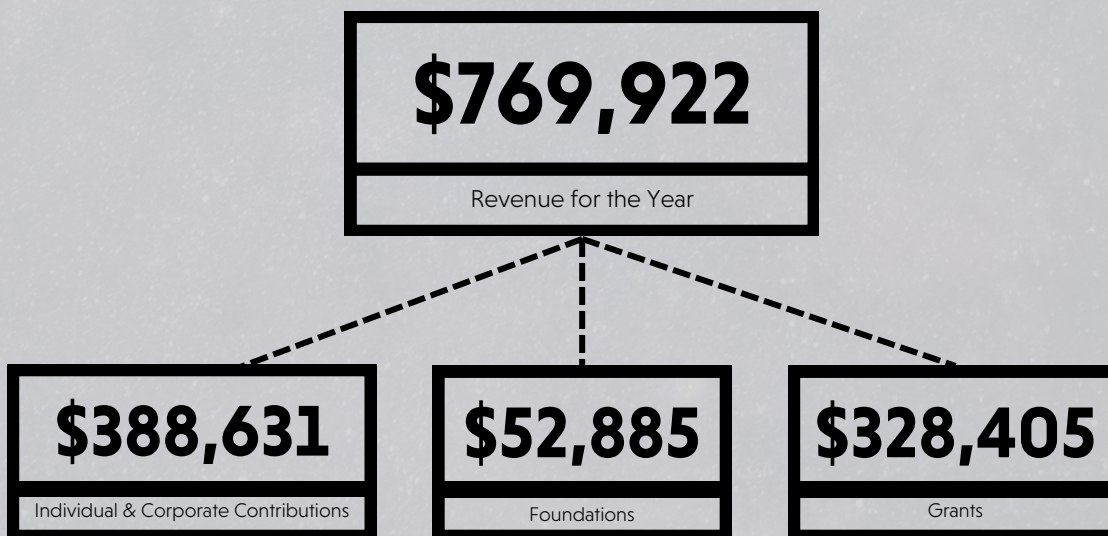 $769,922
Revenue for the Year
$388,631
Individual & Corporate Contributions
$52,885
Foundations
$328,405
Grants